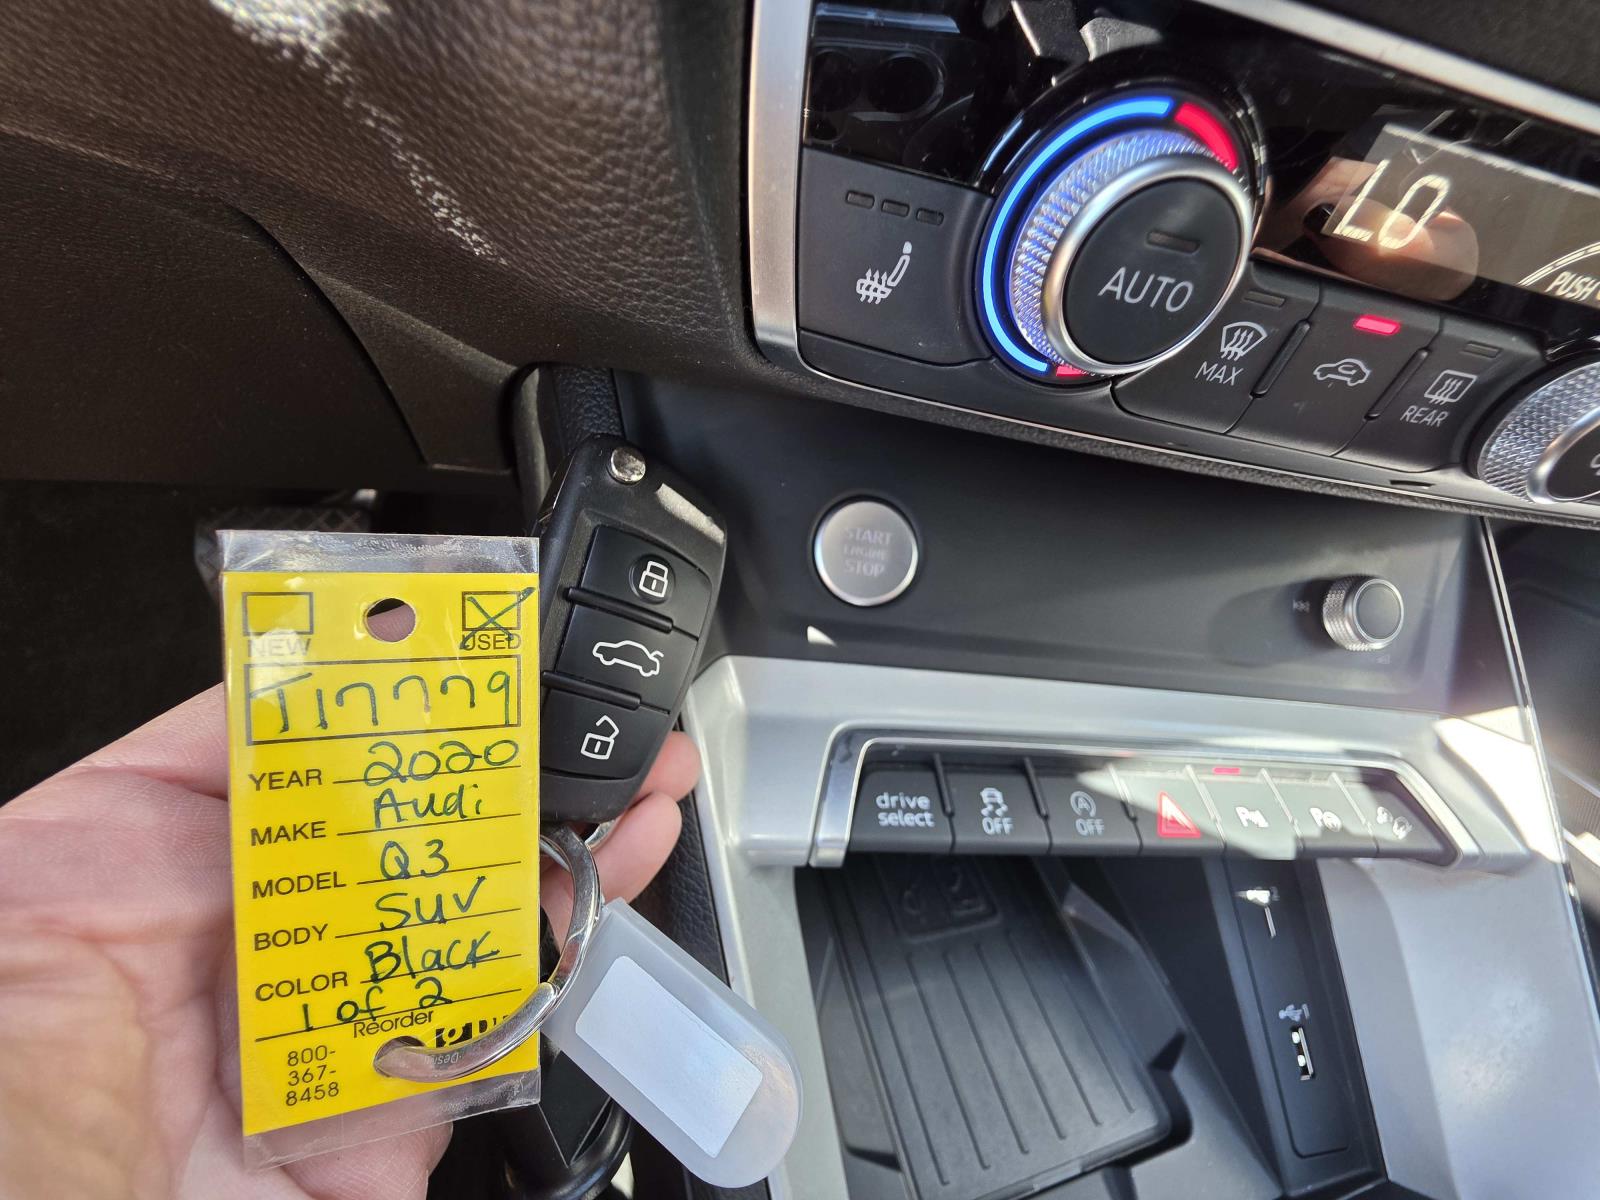 LO
PUSH
AUTO
MAX
REAR
START
ENGINE
STOP
NEW
USED
T17779
YEAR 2020
MAKE Audi
MODEL Q3
BODY SUV
COLOR Black
1 of 2
Reorder
800-
367-
8458
drive
select
OFF
A
OFF